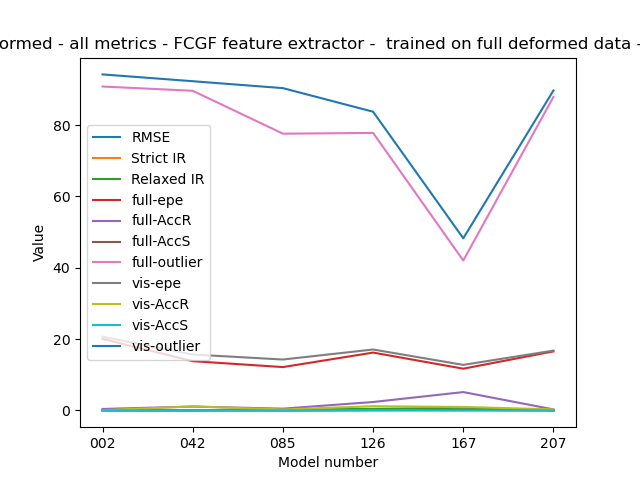 ormed - all metrics - FCGF feature extractor - trained on full deformed data -
80
60
40
20
0
Value
RMSE
Strict IR
Relaxed IR
full-epe
full-AccR
full-AccS
full-outlier
vis-epe
vis-AccR
vis-AccS
vis-outlier
002 042 085 126 167 207
Model number